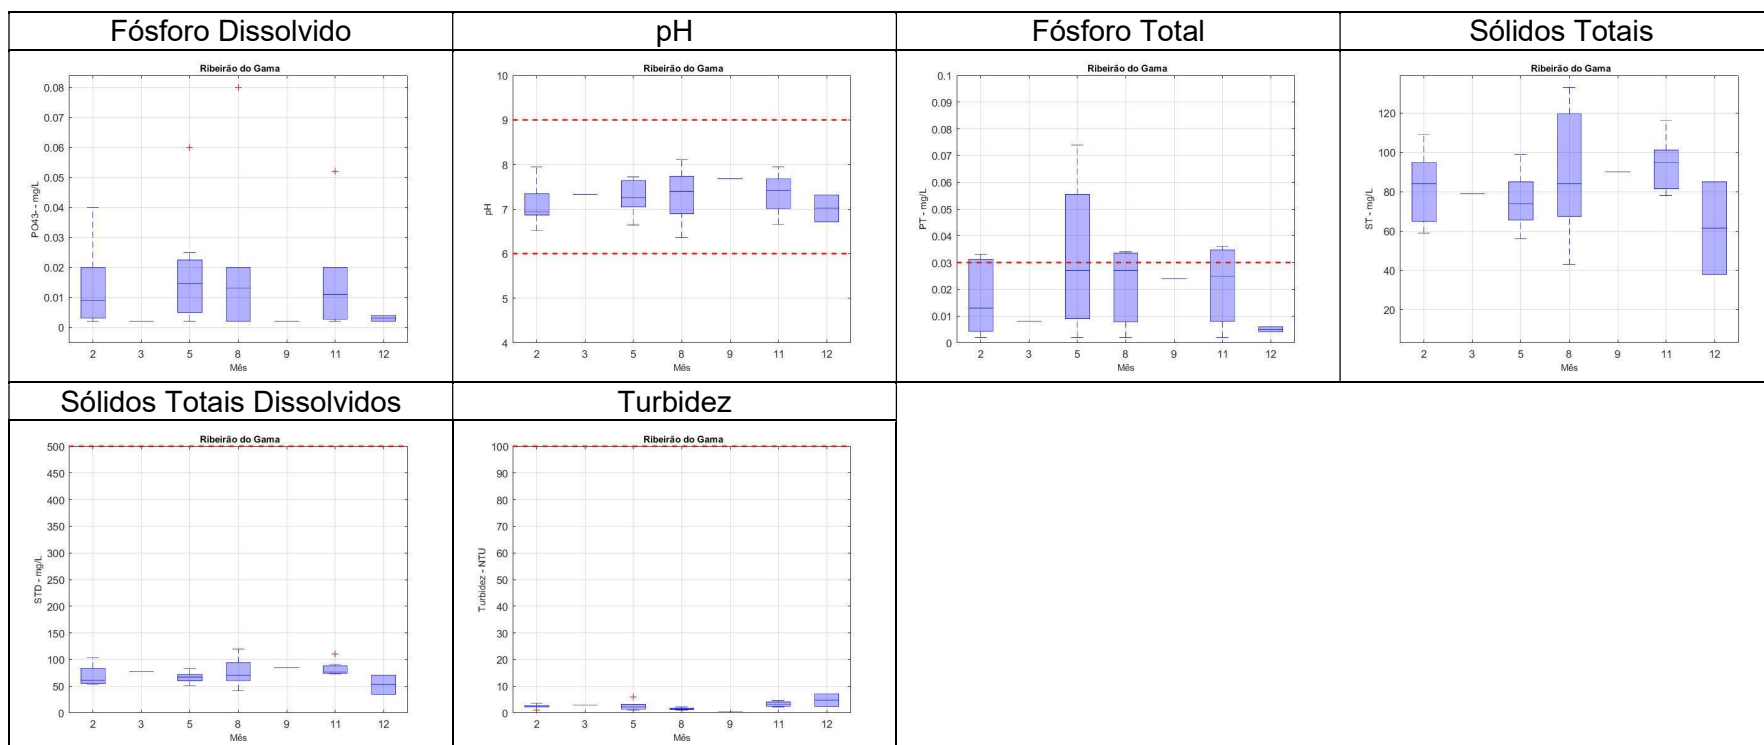 Fósforo Dissolvido
pH
Fósforo Total
Sólidos Totais
Ribeirão do Gama
0.08
0.07
0.06
0.05
0.04
0.03
0.02
0.01
0
PO43- - mg/L
2 3 5 8 9 11 12
Mês
Ribeirão do Gama
10
9
8
7
6
5
4
pH
2 3 5 8 9 11 12
Mês
Ribeirão do Gama
0.1
0.09
0.08
0.07
0.06
0.05
0.04
0.03
0.02
0.01
0
PT - mg/L
2 3 5 8 9 11 12
Mês
Ribeirão do Gama
120
100
80
60
40
20
ST - mg/L
2 3 5 8 9 11 12
Mês
Sólidos Totais Dissolvidos
Turbidez
Ribeirão do Gama
500
450
400
350
300
250
200
150
100
50
0
STD - mg/L
2 3 5 8 9 11 12
Mês
Ribeirão do Gama
100
90
80
70
60
50
40
30
20
10
0
Turbidez - NTU
2 3 5 8 9 11 12
Mês